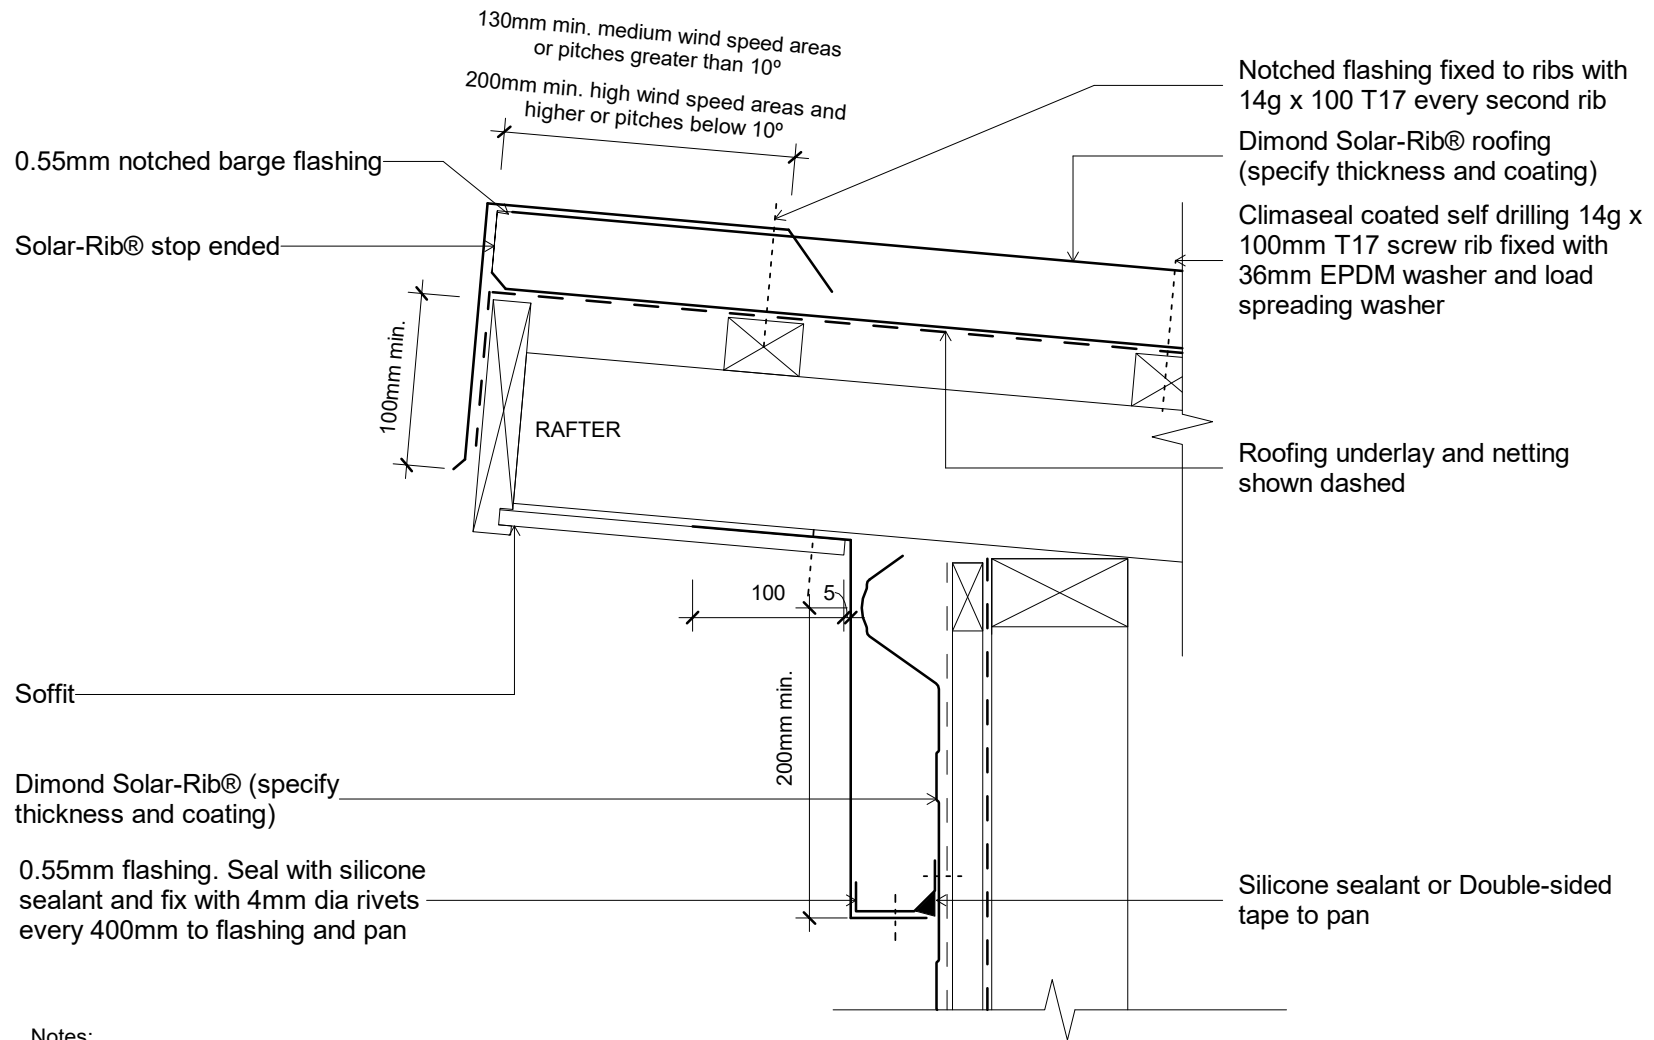 130mm min. medium wind speed areas
or pitches greater than 10º
200mm min. high wind speed areas and
higher or pitches below 10º
0.55mm notched barge flashing
Solar-Rib® stop ended
100mm min.
RAFTER
Notched flashing fixed to ribs with
14g x 100 T17 every second rib
Dimond Solar-Rib® roofing
(specify thickness and coating)
Climaseal coated self drilling 14g x
100mm T17 screw rib fixed with
36mm EPDM washer and load
spreading washer
Roofing underlay and netting
shown dashed
100
5
200mm min.
Soffit
Dimond Solar-Rib® (specify
thickness and coating)
0.55mm flashing. Seal with silicone
sealant and fix with 4mm dia rivets
every 400mm to flashing and pan
Silicone sealant or Double-sided
tape to pan
Notes: